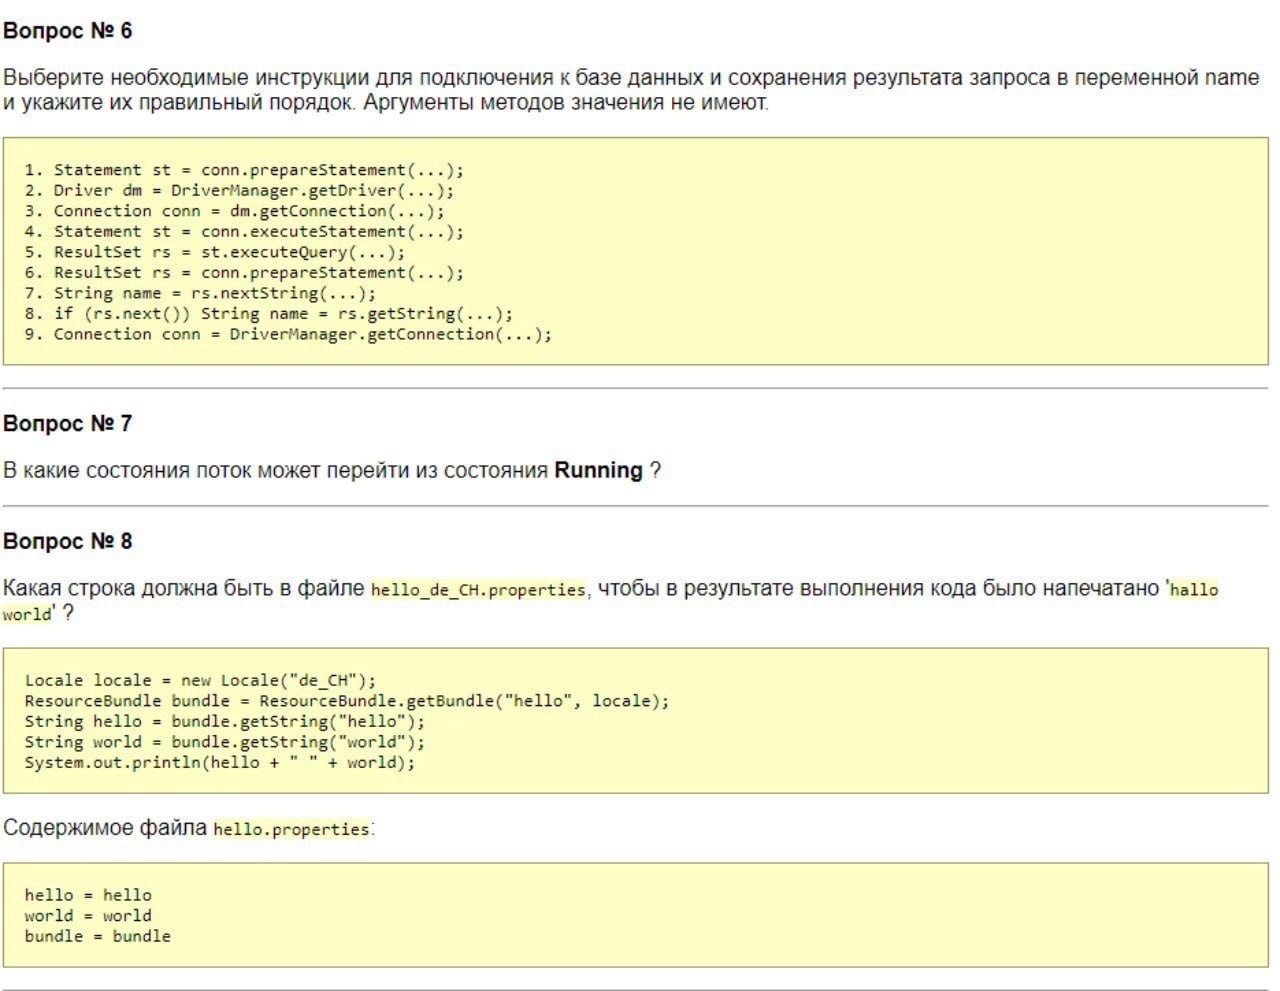 Вопрос № 6
Выберите необходимые инструкции для подключения к базе данных и сохранения результата запроса в переменной name
и укажите их правильный порядок. Аргументы методов значения не имеют.
1. Statement st = conn.prepareStatement(...);
2. Driver dm = DriverManager.getDriver(...);
3. Connection conn = dm.getConnection(...);
4. Statement st = conn.executeStatement(...);
5. ResultSet rs = st.executeQuery(...);
6. ResultSet rs = conn.prepareStatement(...);
7. String name = rs.nextString(...);
8. if (rs.next()) String name = rs.getString(...);
9. Connection conn = DriverManager.getConnection(...);
Вопрос № 7
В какие состояния поток может перейти из состояния Running ?
Вопрос № 8
Какая строка должна быть в файле hello_de_CH.properties, чтобы в результате выполнения кода было напечатано 'hallo
world' ?
Locale locale = new Locale("de_CH");
ResourceBundle bundle = ResourceBundle.getBundle("hello", locale);
String hello = bundle.getString("hello");
String world = bundle.getString("world");
System.out.println(hello + " " + world);
Содержимое файла hello.properties:
hello = hello
world = world
bundle = bundle